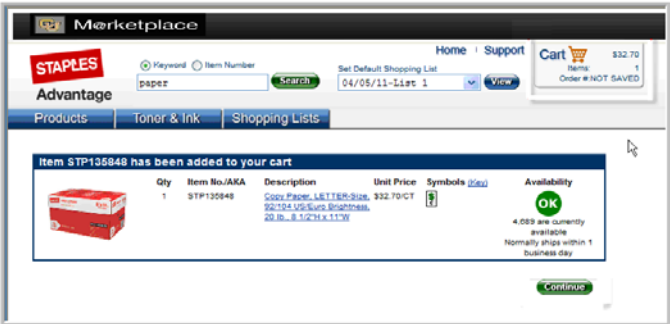 Marketplace
Home | Support
Cart $32.70
Items: 1
Order #:NOT SAVED
STAPLES
Advantage
Keyword Item Number
paper
Search
Set Default Shopping List
04/05/11-List 1
View
Products Toner & Ink Shopping Lists
Item STP135848 has been added to your cart
Qty Item No./AKA Description Unit Price Symbols (Key) Availability
1 STP135848 Copy Paper, LETTER-Size, $32.70/CT
92/104 US/Euro Brightness,
20 lb., 8 1/2"H x 11"W
$
OK
4,689 are currently
available
Normally ships within 1
business day
Continue